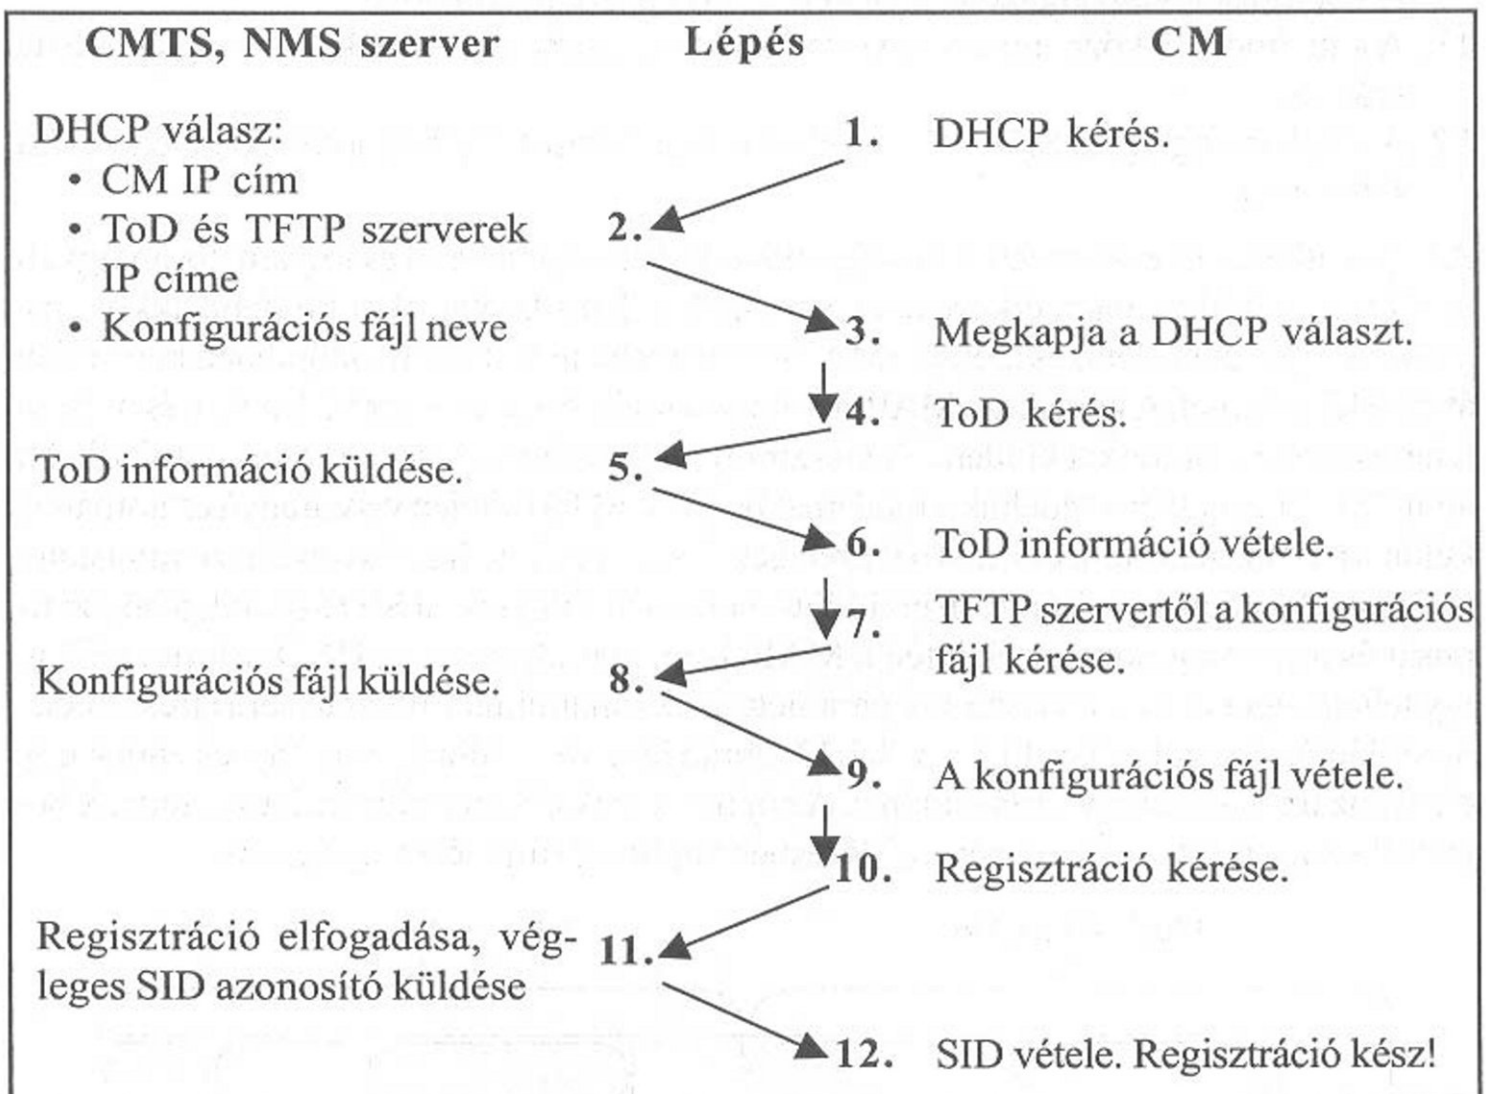 CMTS, NMS szerver Lépés CM
DHCP válasz: 1. DHCP kérés.
• CM IP cím
• ToD és TFTP szerverek 2.
IP címe
• Konfigurációs fájl neve 3. Megkapja a DHCP választ.
4. ToD kérés.
ToD információ küldése. 5.
6. ToD információ vétele.
7. TFTP szervertől a konfigurációs
fájl kérése.
Konfigurációs fájl küldése. 8.
9. A konfigurációs fájl vétele.
10. Regisztráció kérése.
Regisztráció elfogadása, vég-
11.
leges SID azonosító küldése
12. SID vétele. Regisztráció kész!